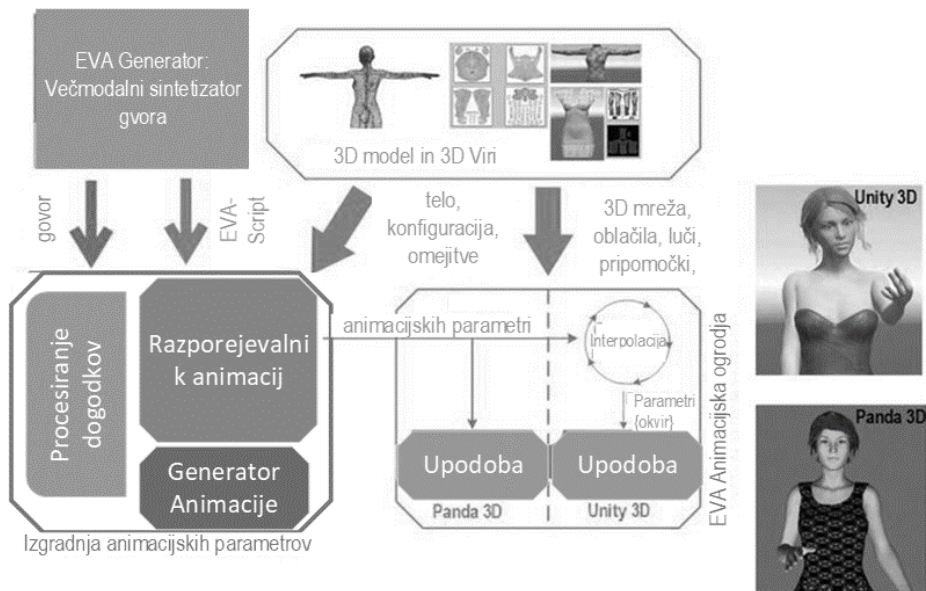 EVA Generator:
Večmodalni sintetizator
gvora
3D model in 3D Viri
govor
EVA-
Script
telo,
konfiguracija,
omejitve
3D mreža,
oblačila, luči,
pripomočki,
Unity 3D
Procesiranje
dogodkov
Razporejevalni
k animacij
Generator
Animacije
Izgradnja animacijskih parametrov
animacijskih parametri
Interpolacija
Parametri
{okvir}
Upodoba
Upodoba
Panda 3D
Unity 3D
EVA Animacijska ogrodja
Panda 3D